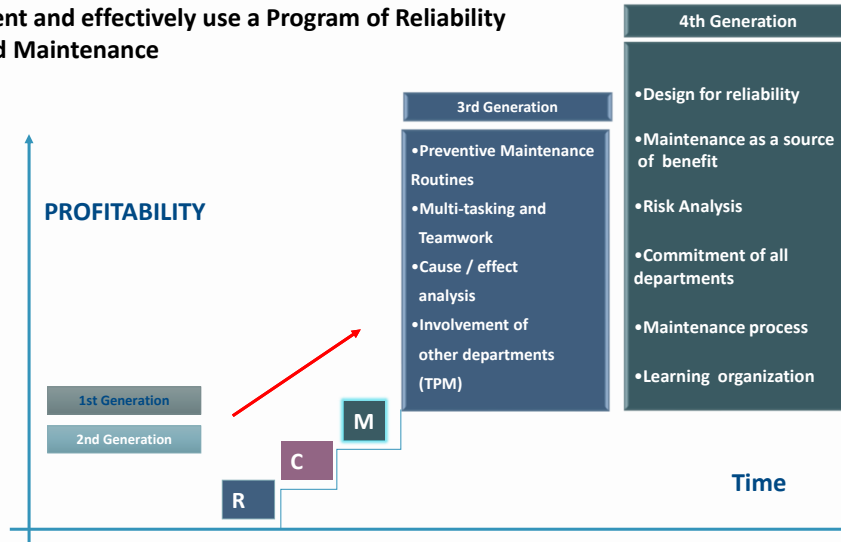 ent and effectively use a Program of Reliability
d Maintenance
4th Generation
•Design for reliability
•Maintenance as a source
of benefit
•Risk Analysis
•Commitment of all
departments
•Maintenance process
•Learning organization
3rd Generation
•Preventive Maintenance
Routines
•Multi-tasking and
Teamwork
•Cause / effect
analysis
•Involvement of
other departments
(TPM)
PROFITABILITY
1st Generation
2nd Generation
M
C
R
Time